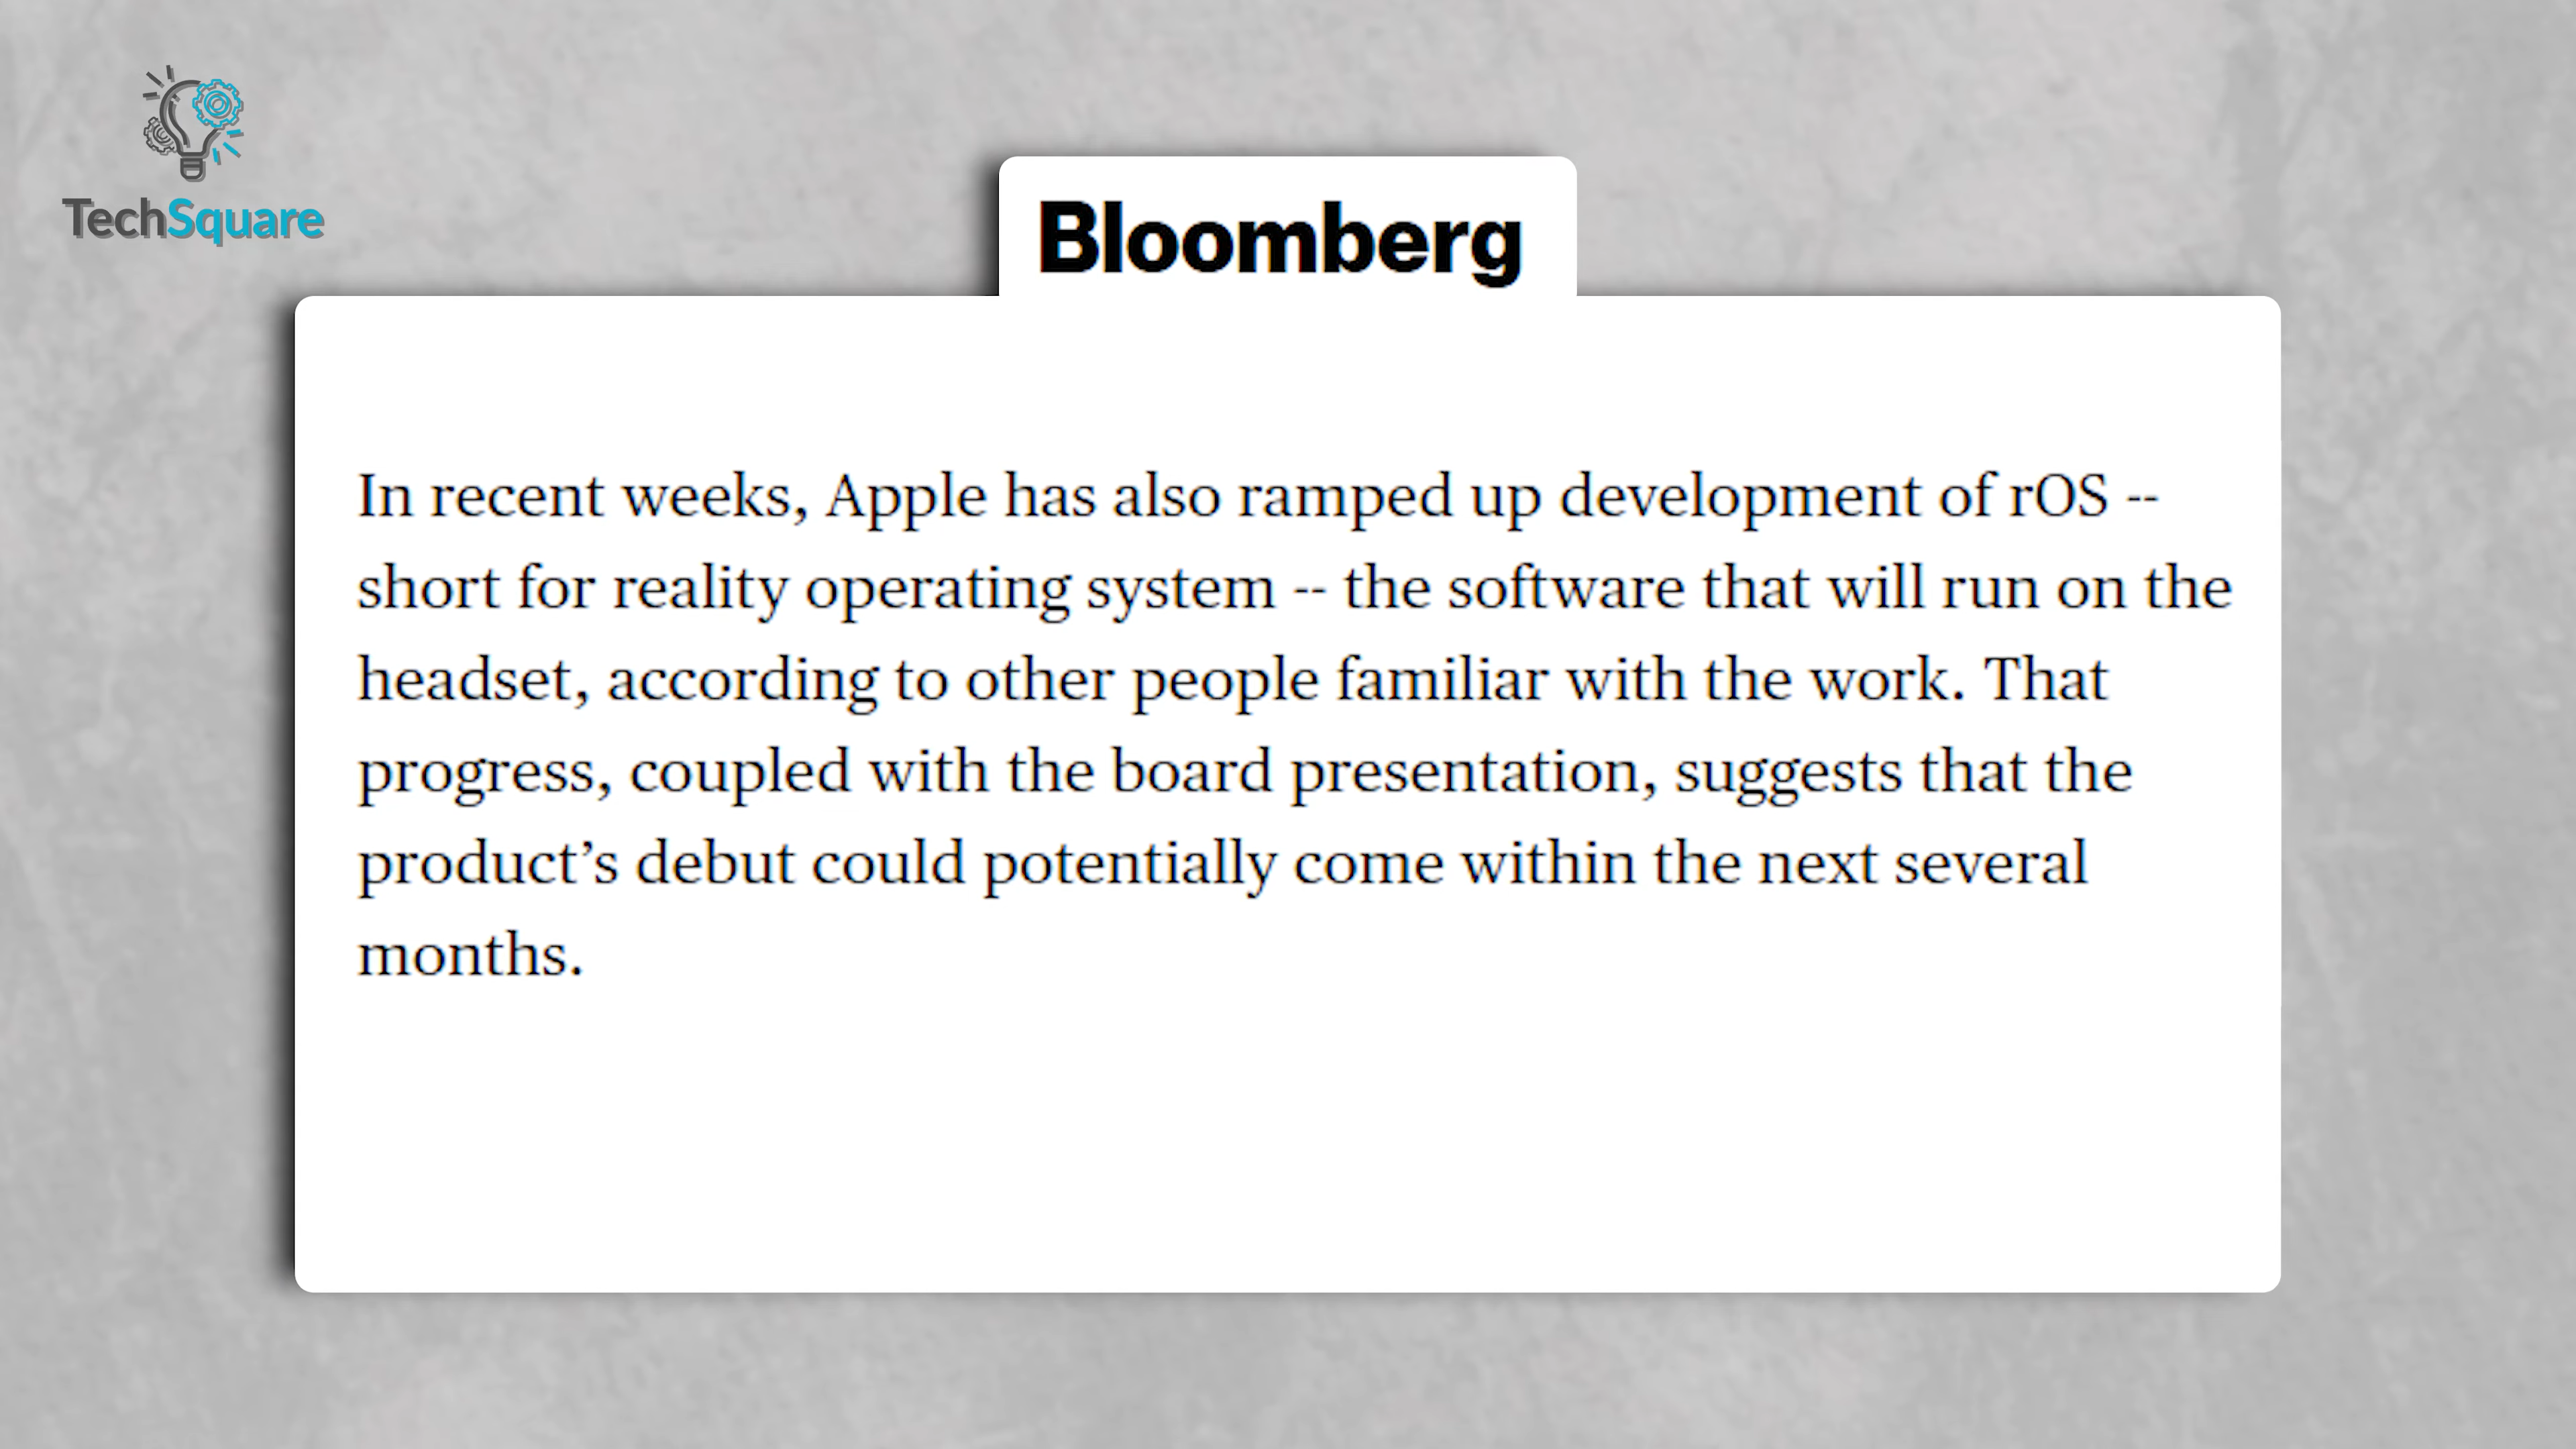 TechSquare
Bloomberg
In recent weeks, Apple has also ramped up development of rOS --
short for reality operating system -- the software that will run on the
headset, according to other people familiar with the work. That
progress, coupled with the board presentation, suggests that the
product’s debut could potentially come within the next several
months.